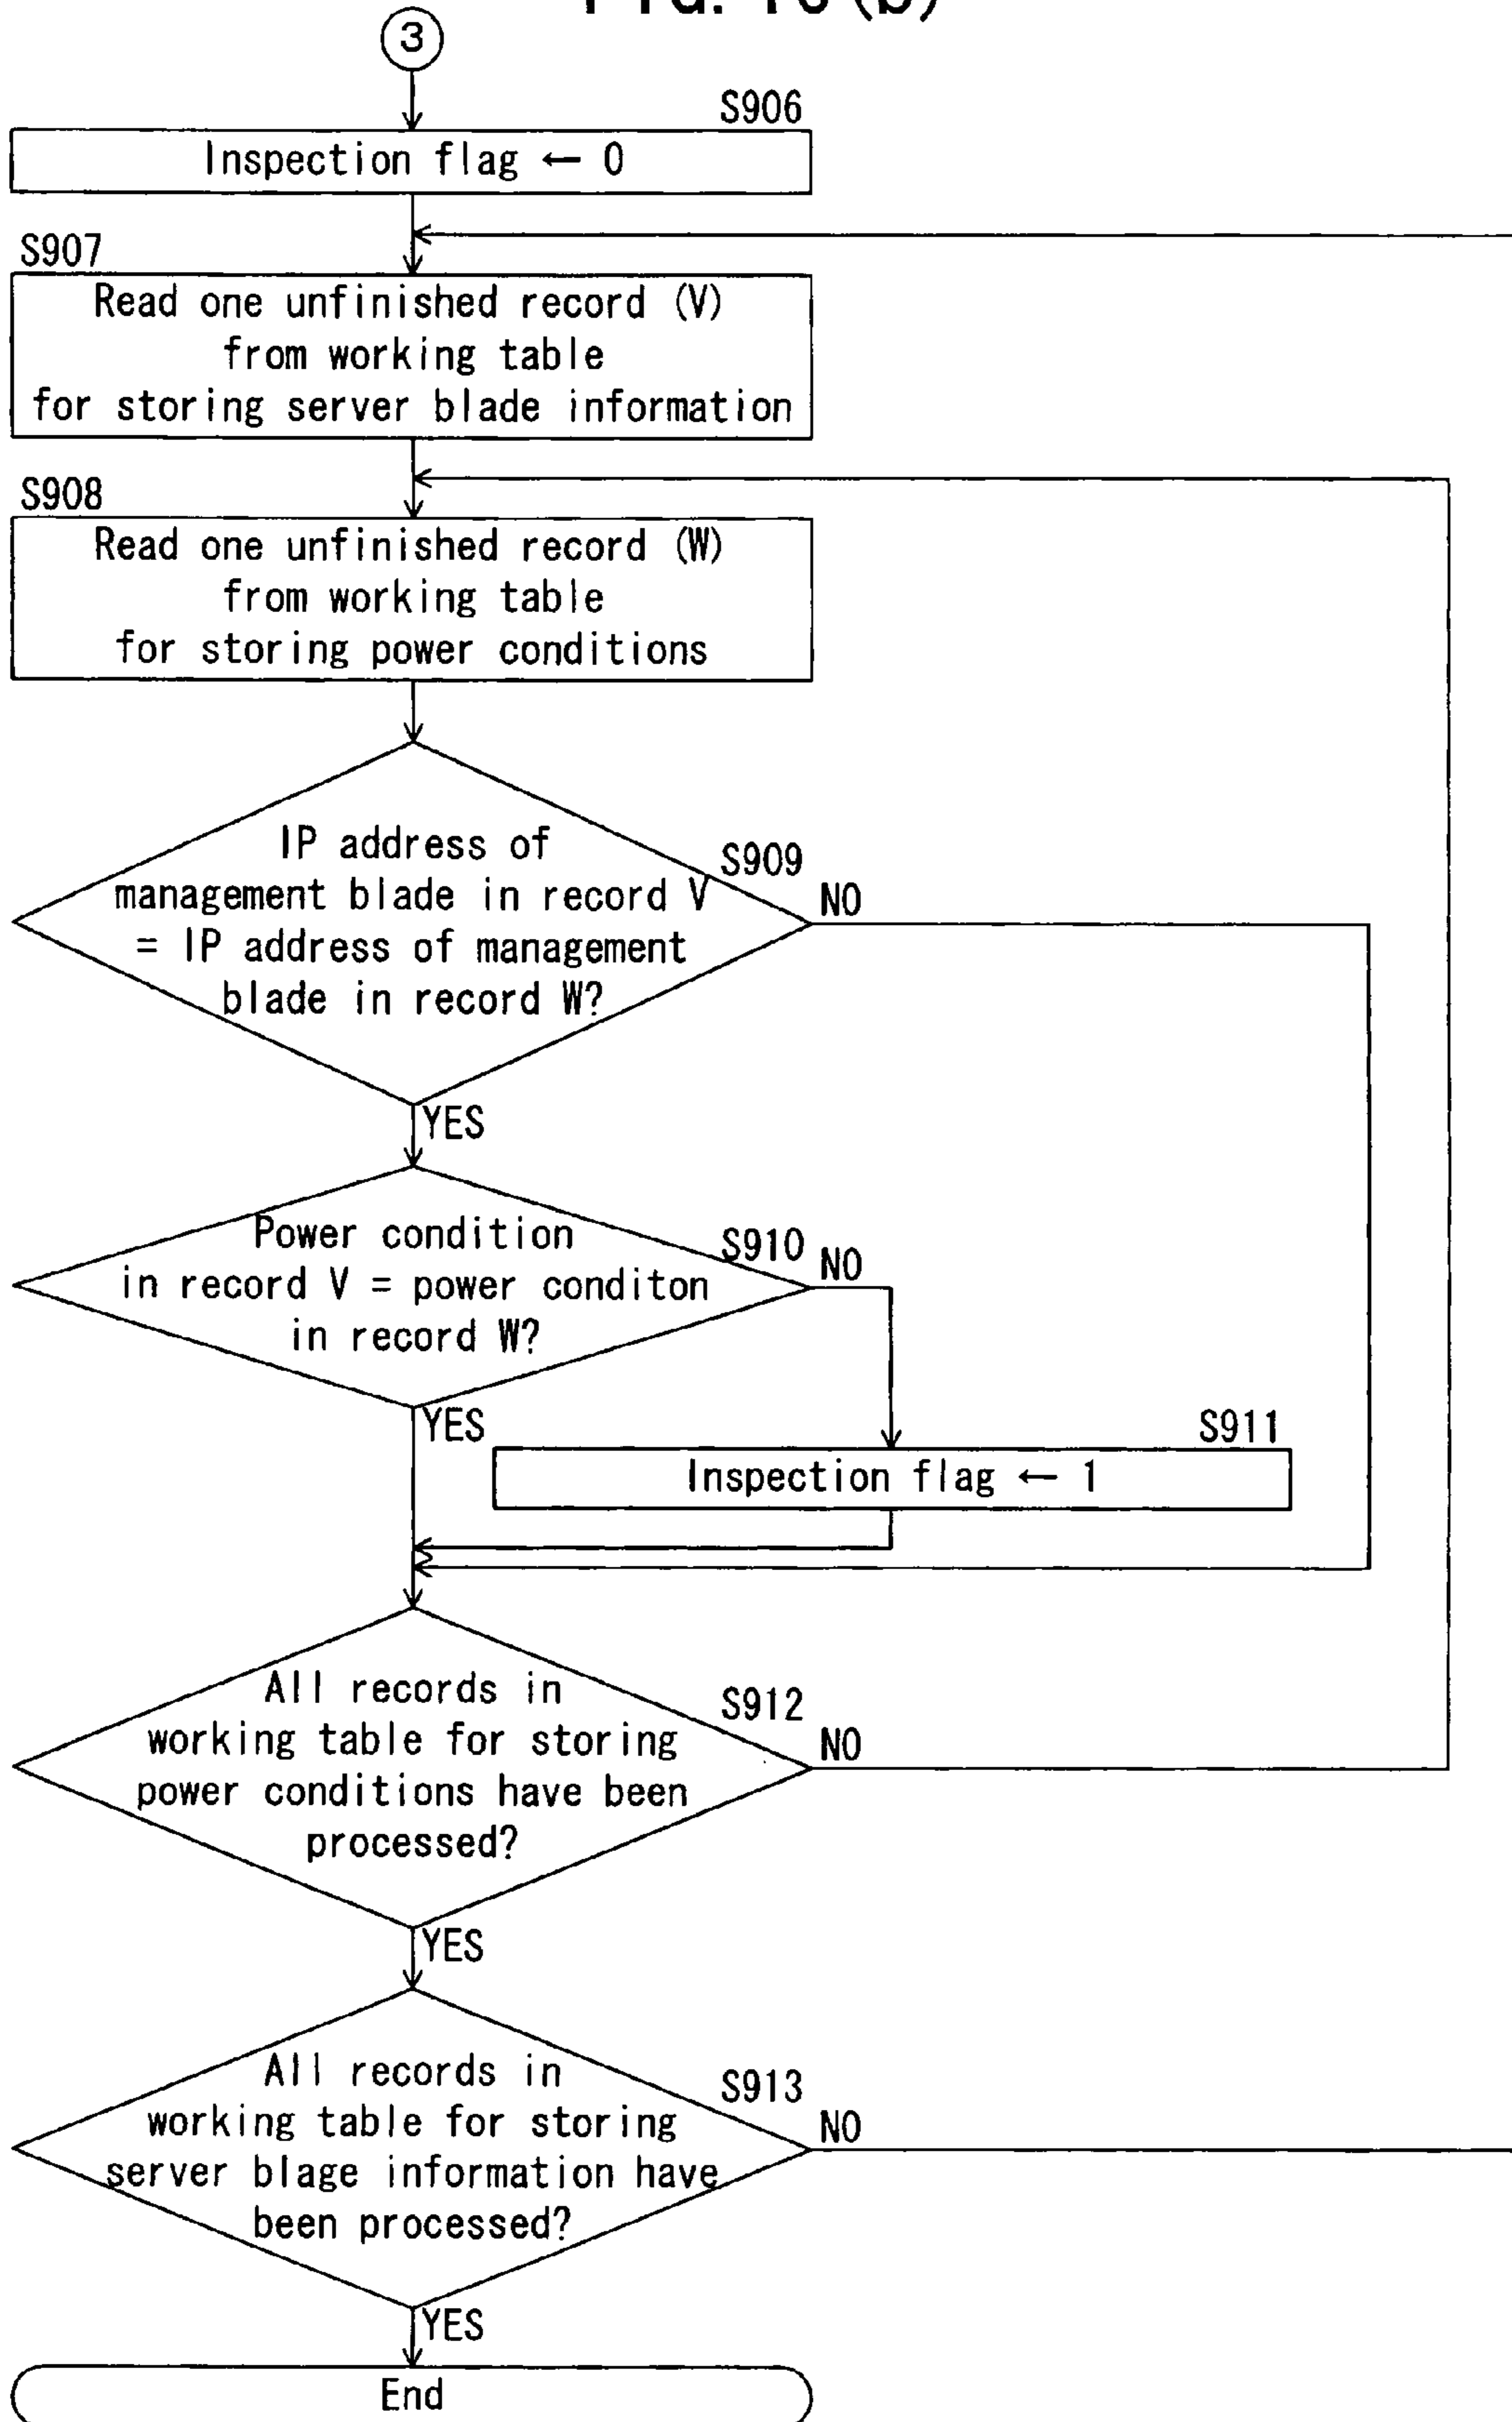 3
S906
Inspection flag ← 0
S907
Read one unfinished record (V)
from working table
for storing server blade information
S908
Read one unfinished record (W)
from working table
for storing power conditions
IP address of
management blade in record V
= IP address of management
blade in record W?
S909
NO
YES
Power condition
in record V = power conditon
in record W?
S910
NO
YES
S911
Inspection flag ← 1
All records in
working table for storing
power conditions have been
processed?
S912
NO
YES
All records in
working table for storing
server blage information have
been processed?
S913
NO
YES
End